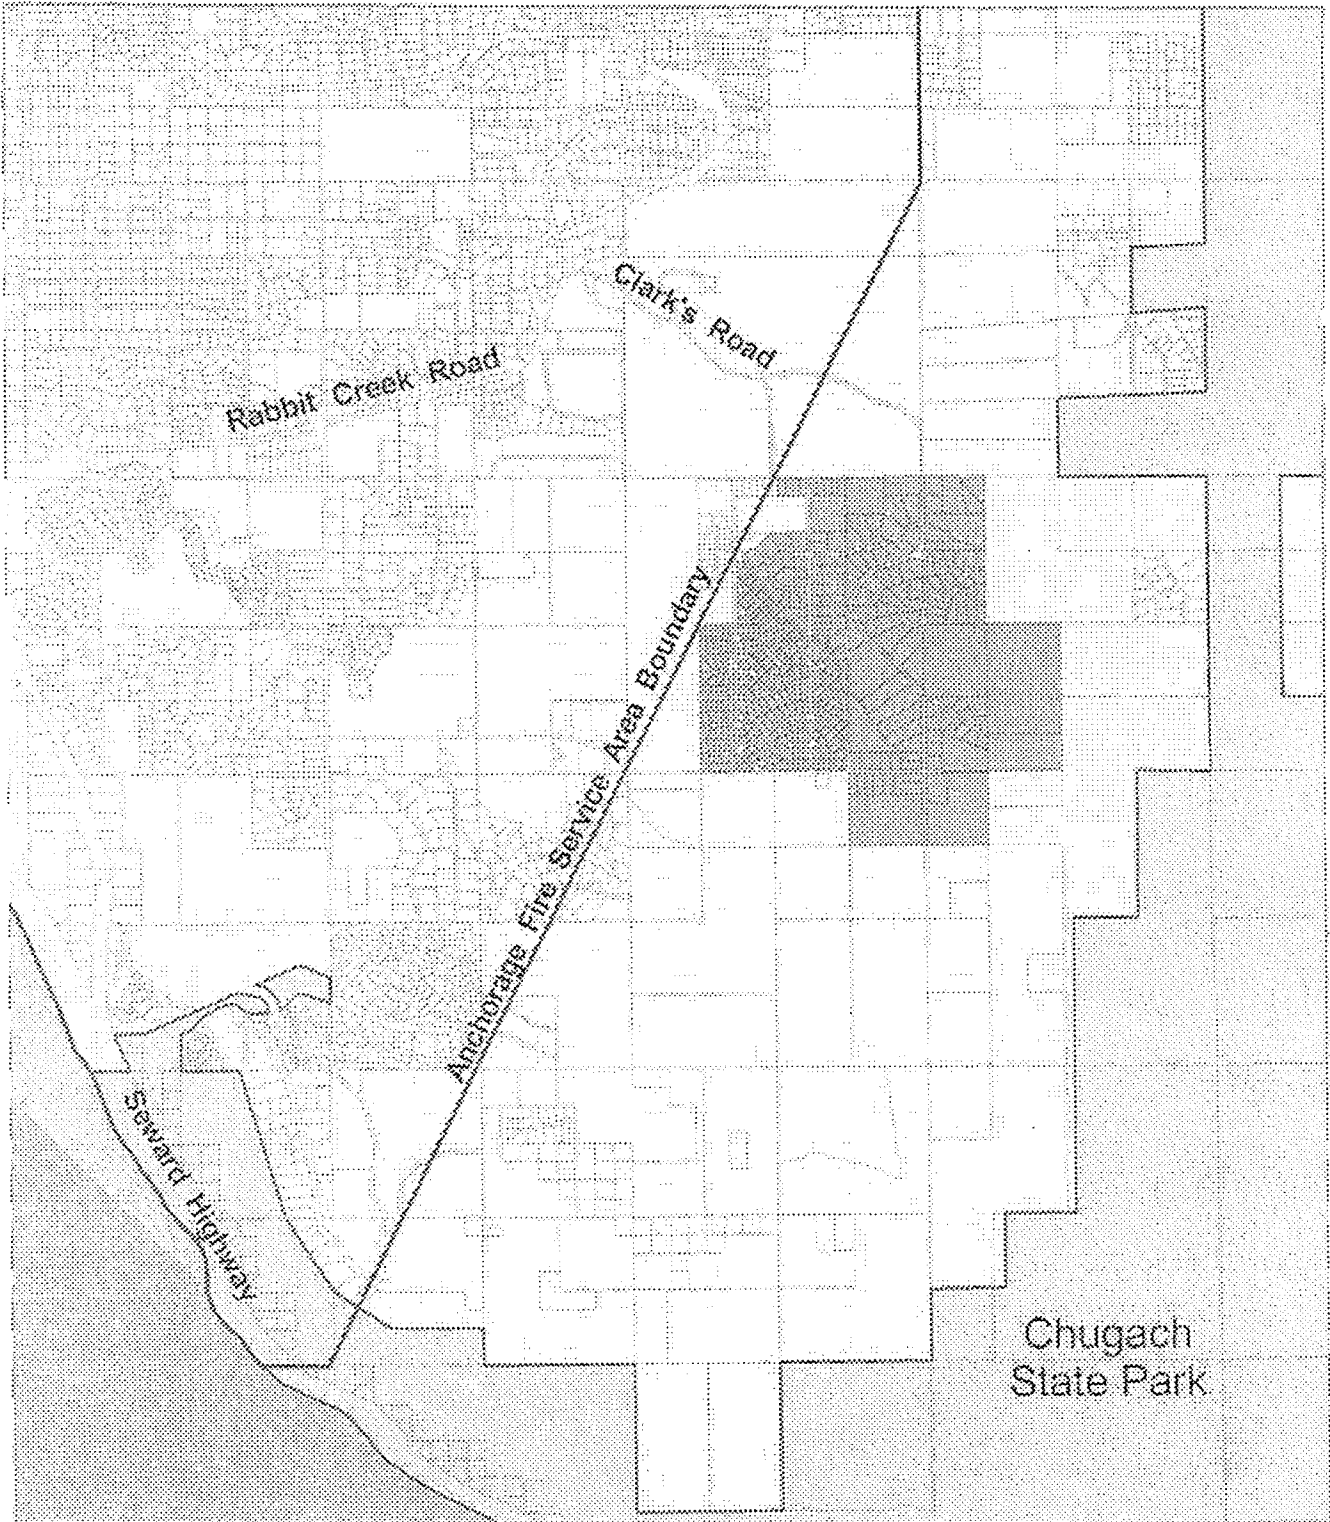 Clark's Road
Rabbit Creek Road
Anchorage Fire Service Area Boundary
Seward Highway
Chugach
State Park